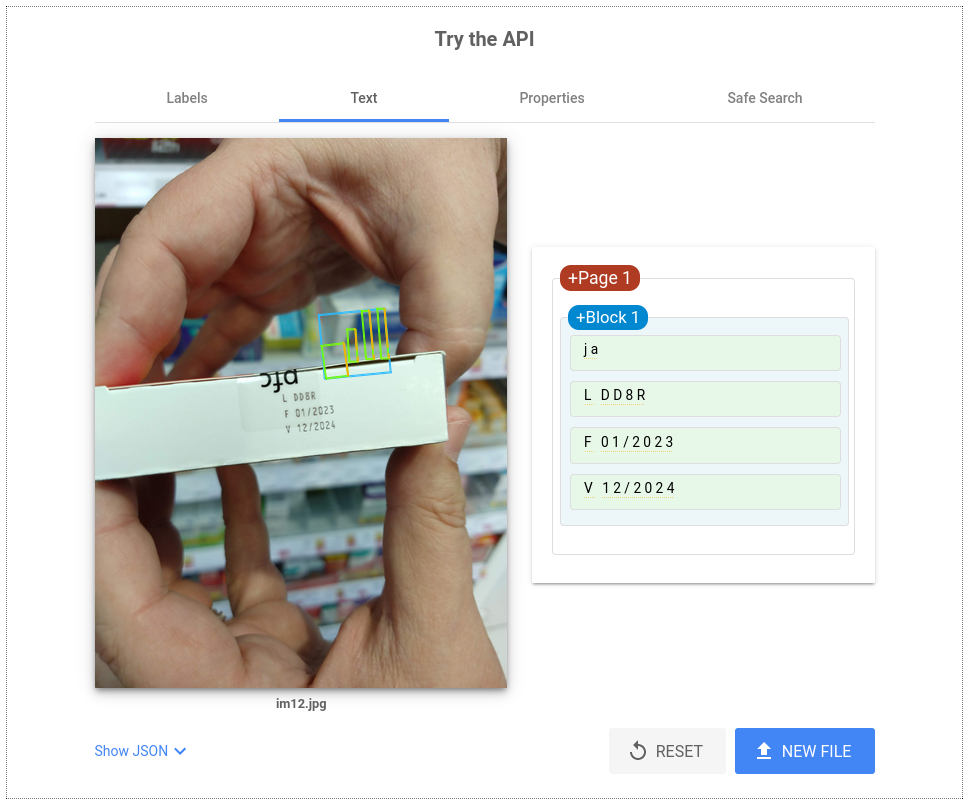 Try the API
Labels
Text
Properties
Safe Search
L DD8R
F 01/2023
V 12/2024
+Page 1
+Block 1
ja
L DD8R
F 01/2023
V 12/2024
im12.jpg
Show JSON
RESET
NEW FILE